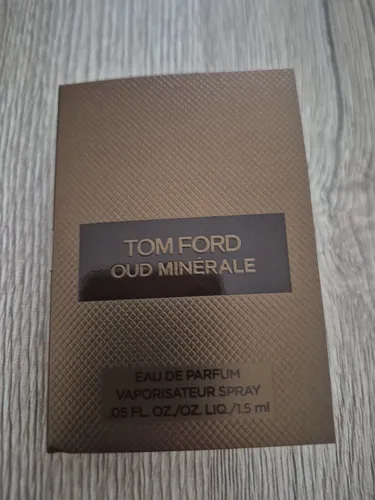 TOM FORD
OUD MINÉRALE
EAU DE PARFUM
VAPORISATEUR SPRAY
.05 FL. OZ./OZ. LIQ./1.5 ml